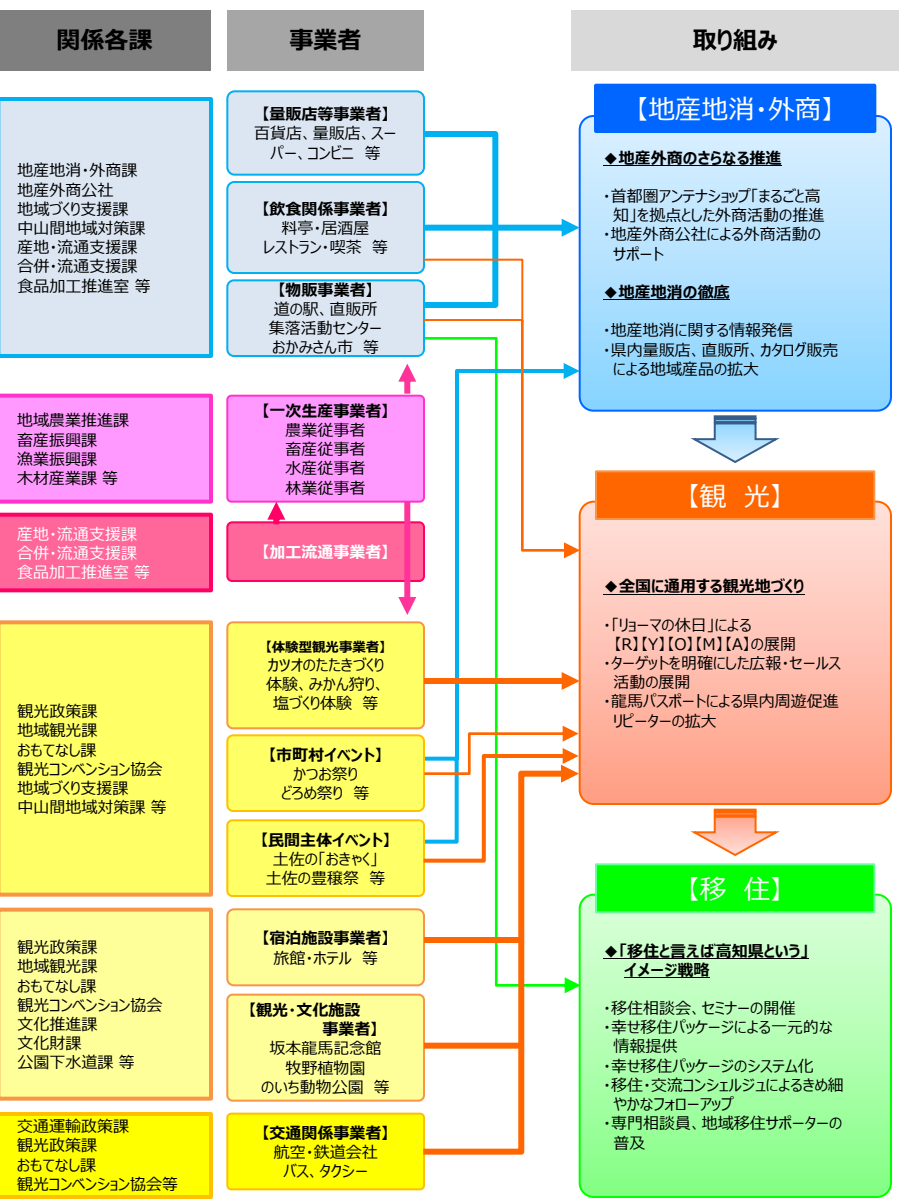 関係各課
事業者
取り組み
地産地消・外商課
地産外商公社
地域づくり支援課
中山間地域対策課
産地・流通支援課
合併・流通支援課
食品加工推進室 等
【量販店等事業者】
百貨店、量販店、スー
パー、コンビニ 等
【飲食関係事業者】
料亭・居酒屋
レストラン・喫茶 等
【物販事業者】
道の駅、直販所
集落活動センター
おかみさん市 等
地域農業推進課
畜産振興課
漁業振興課
木材産業課 等
【一次生産事業者】
農業従事者
畜産従事者
水産従事者
林業従事者
産地・流通支援課
合併・流通支援課
食品加工推進室 等
【加工流通事業者】
観光政策課
地域観光課
おもてなし課
観光コンベンション協会
地域づくり支援課
中山間地域対策課 等
【体験型観光事業者】
カツオのたたきづくり
体験、みかん狩り、
塩づくり体験 等
【市町村イベント】
かつお祭り
どろめ祭り 等
【民間主体イベント】
土佐の「おきゃく」
土佐の豊穣祭 等
観光政策課
地域観光課
おもてなし課
観光コンベンション協会
文化推進課
文化財課
公園下水道課 等
【宿泊施設事業者】
旅館・ホテル 等
【観光・文化施設
事業者】
坂本龍馬記念館
牧野植物園
のいち動物公園 等
交通運輸政策課
観光政策課
おもてなし課
観光コンベンション協会等
【交通関係事業者】
航空・鉄道会社
バス、タクシー
【地産地消・外商】
◆地産外商のさらなる推進
・首都圏アンテナショップ「まるごと高
知」を拠点とした外商活動の推進
・地産外商公社による外商活動の
サポート
◆地産地消の徹底
・地産地消に関する情報発信
・県内量販店、直販所、カタログ販売
による地域産品の拡大
【観 光】
◆全国に通用する観光地づくり
・「リョーマの休日」による
【R】【Y】【O】【M】【A】の展開
・ターゲットを明確にした広報・セールス
活動の展開
・龍馬パスポートによる県内周遊促進
リピーターの拡大
【移 住】
◆「移住と言えば高知県という」
イメージ戦略
・移住相談会、セミナーの開催
・幸せ移住パッケージによる一元的な
情報提供
・幸せ移住パッケージのシステム化
・移住・交流コンシェルジュによるきめ細
やかなフォローアップ
・専門相談員、地域移住サポーターの
普及